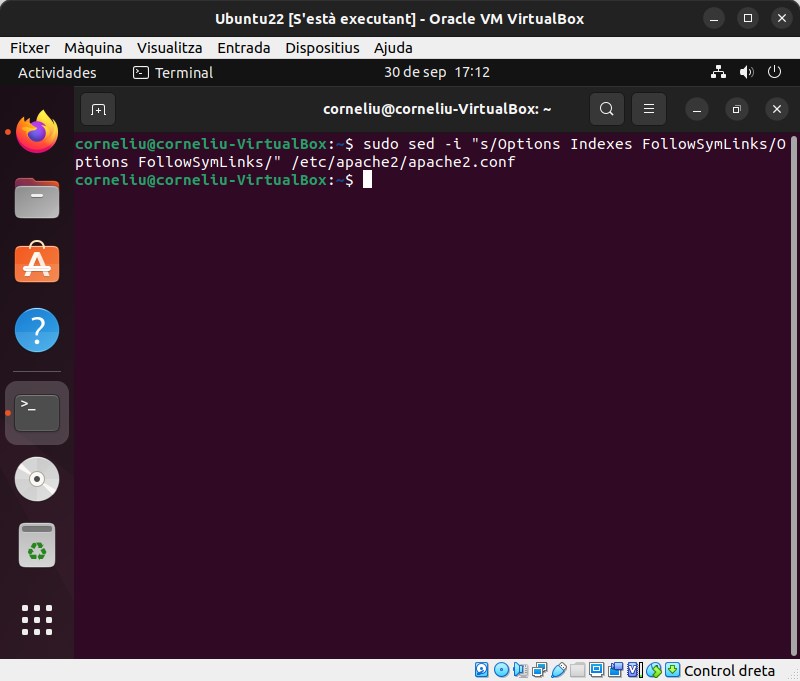 Ubuntu22 [S'està executant] - Oracle VM VirtualBox
Fitxer Màquina Visualitza Entrada Dispositius Ajuda
Actividades Terminal 30 de sep 17:12
corneliu@corneliu-VirtualBox: ~
corneliu@corneliu-VirtualBox:~$ sudo sed -i "s/Options Indexes FollowSymLinks/O
ptions FollowSymLinks/" /etc/apache2/apache2.conf
corneliu@corneliu-VirtualBox:~$
Control dreta